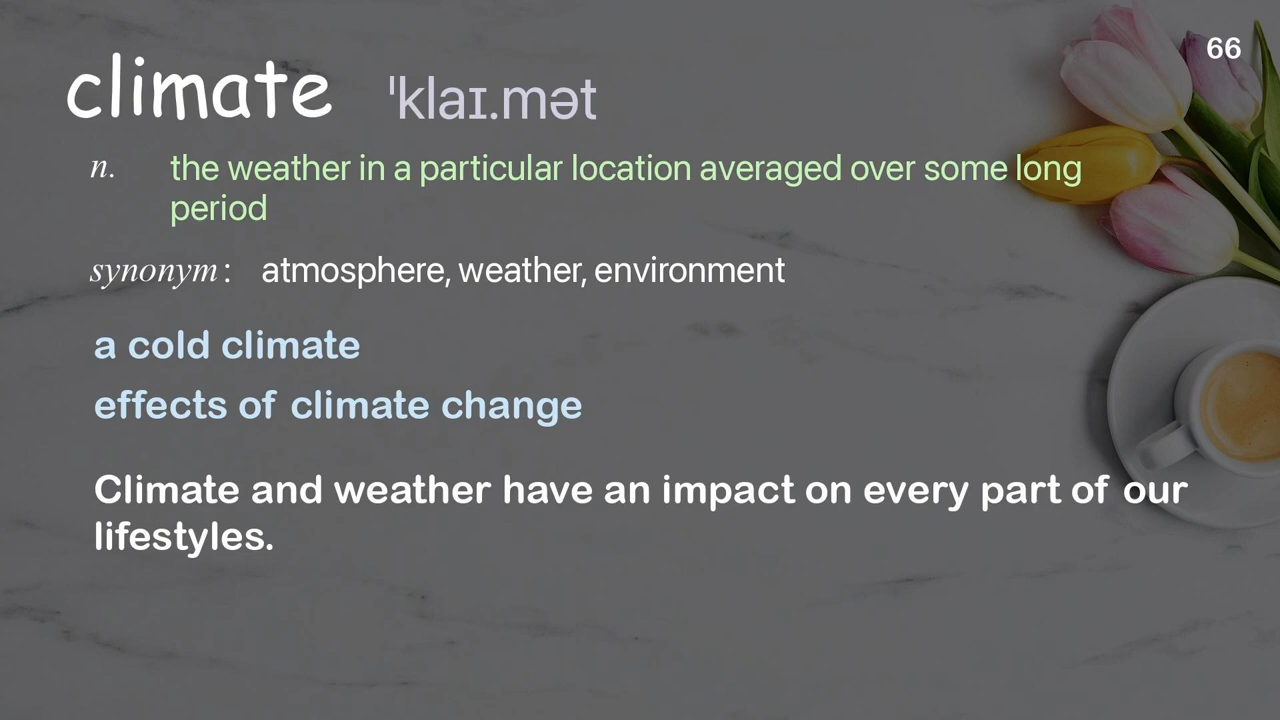 66
climate ˈklaɪ.mət
n. the weather in a particular location averaged over some long
period
synonym: atmosphere, weather, environment
a cold climate
effects of climate change
Climate and weather have an impact on every part of our
lifestyles.